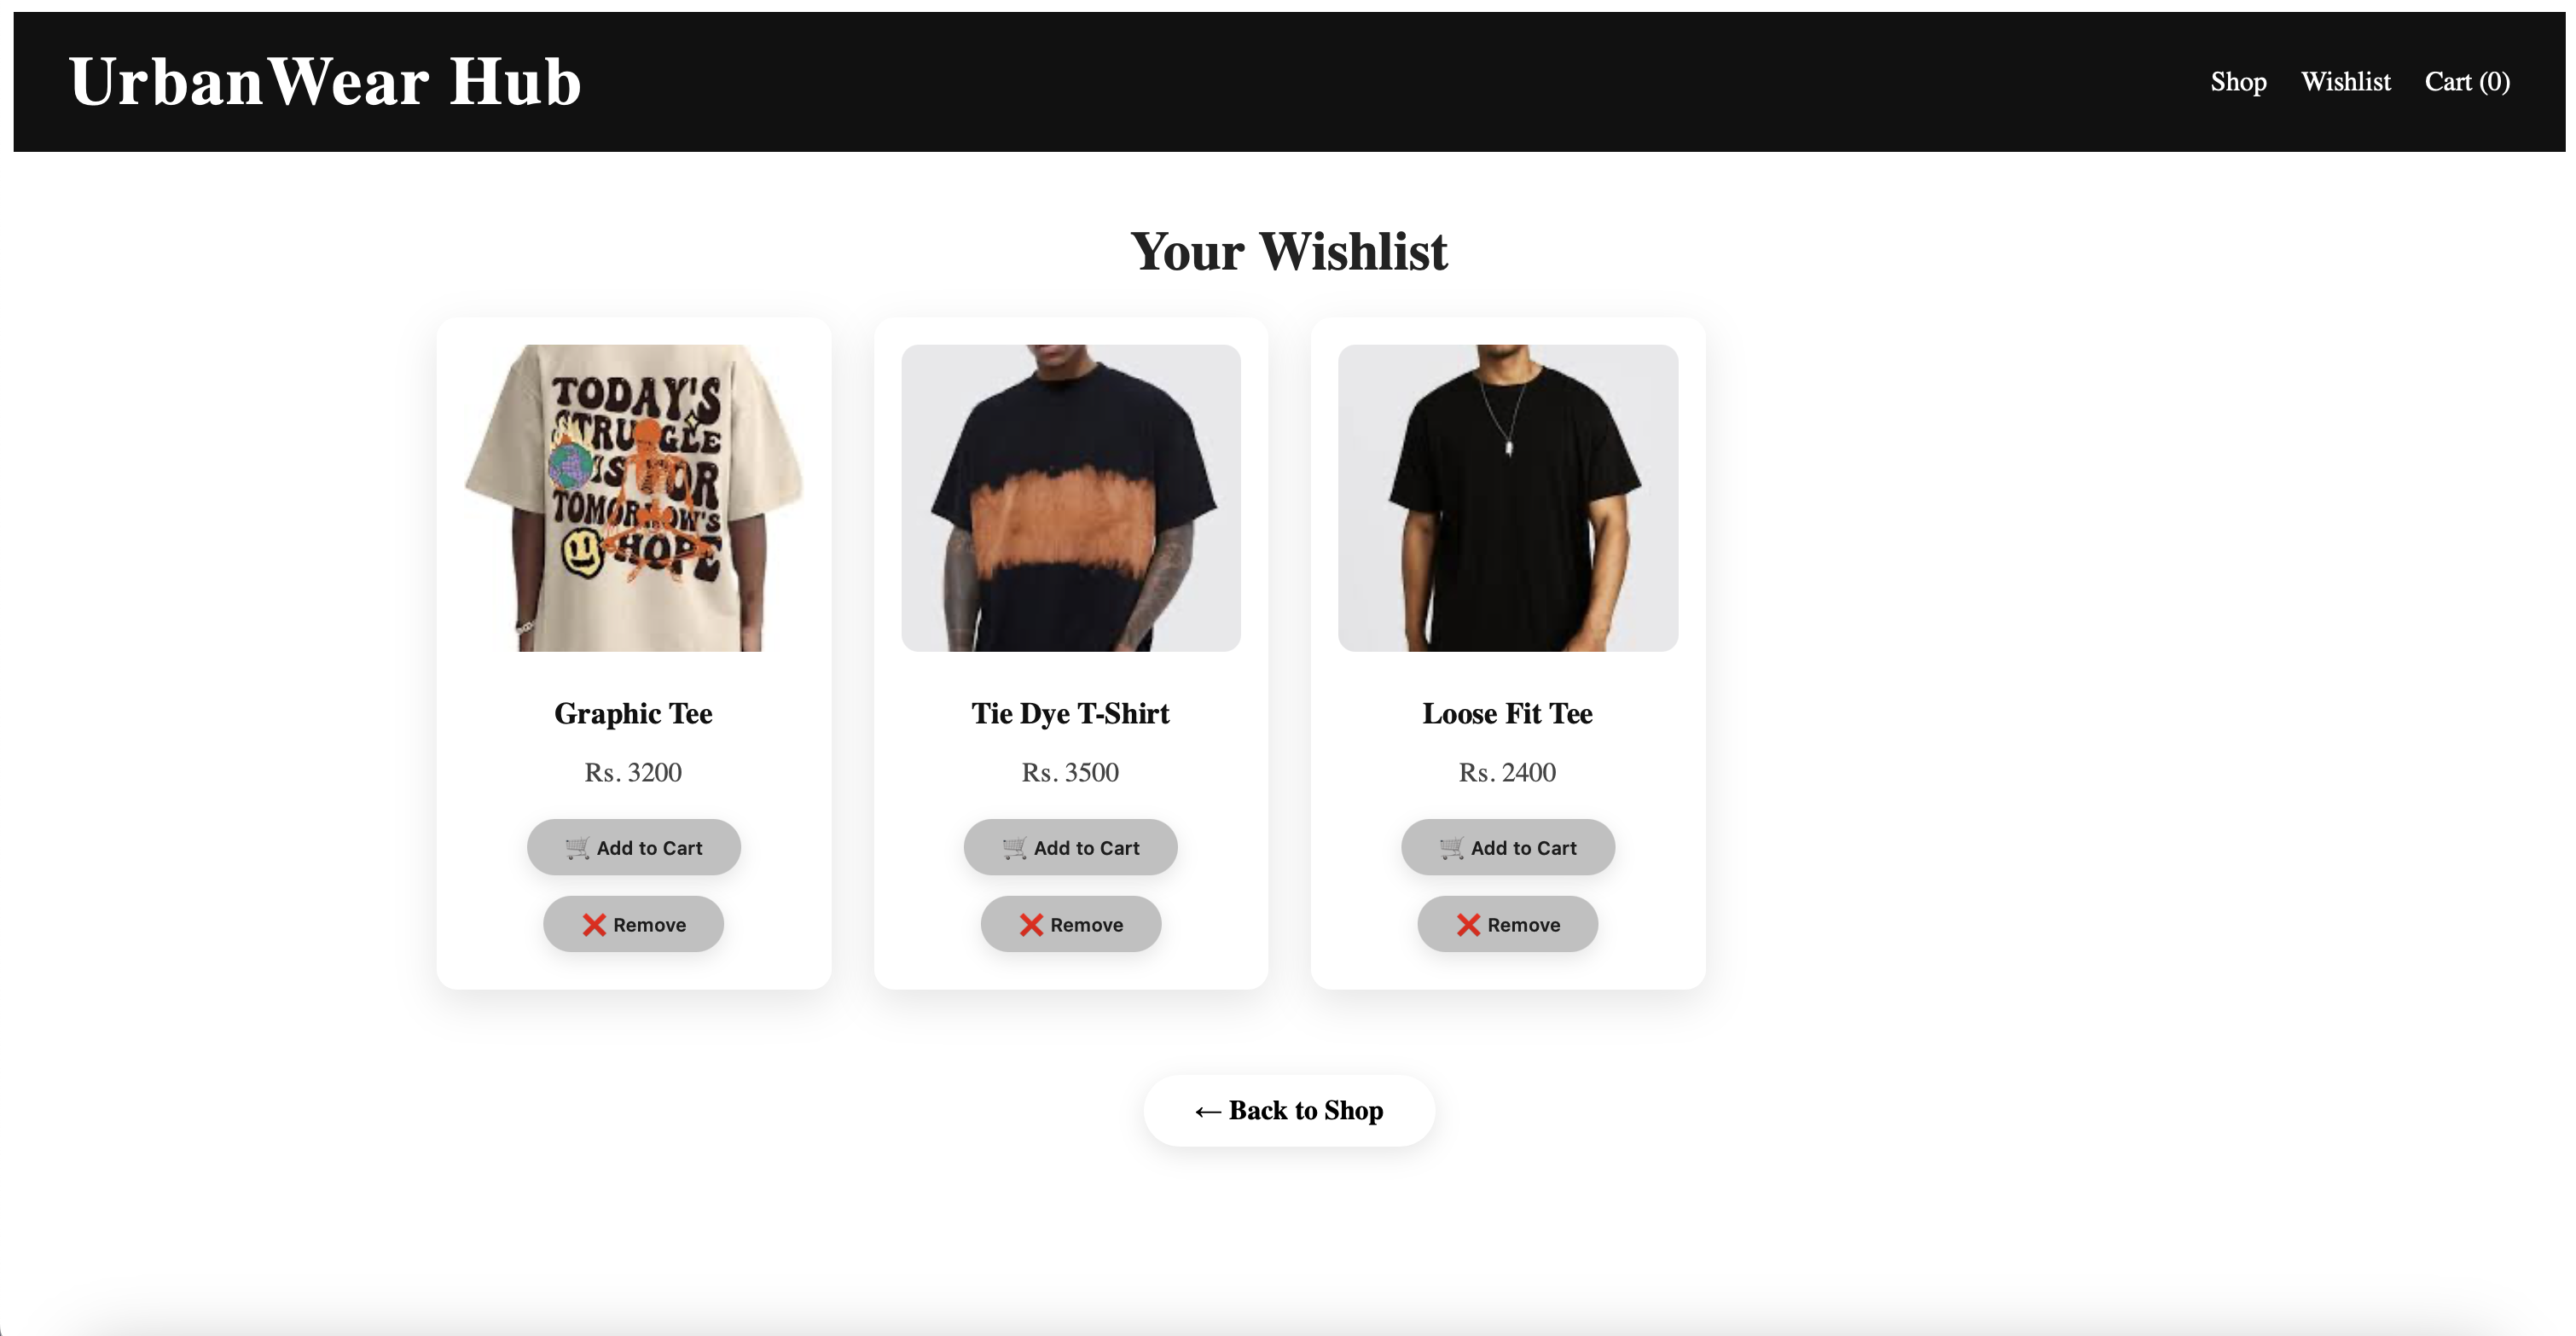 UrbanWear Hub
Shop Wishlist Cart (0)
Your Wishlist
TODAY'S
STRUGGLE
IS FOR
TOMORROW'S
HOPE
Graphic Tee
Rs. 3200
Add to Cart
Remove
Tie Dye T-Shirt
Rs. 3500
Add to Cart
Remove
Loose Fit Tee
Rs. 2400
Add to Cart
Remove
← Back to Shop